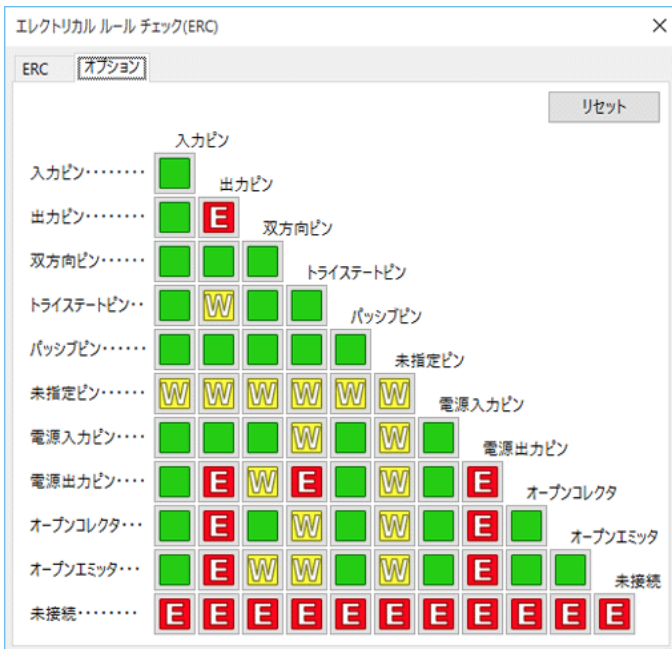 エレクトリカル ルール チェック(ERC)
ERC オプション
リセット
入力ピン
入力ピン········
出力ピン
出力ピン········ E
双方向ピン
双方向ピン······
トライステートピン
トライステートピン·· W
パッシブピン
パッシブピン······
未指定ピン
未指定ピン······ W W W W W W
電源入力ピン
電源入力ピン···· W W
電源出力ピン
電源出力ピン···· E W E W E
オープンコレクタ
オープンコレクタ··· E W W E
オープンエミッタ
オープンエミッタ··· E W W W E
未接続
未接続········ E E E E E E E E E E E